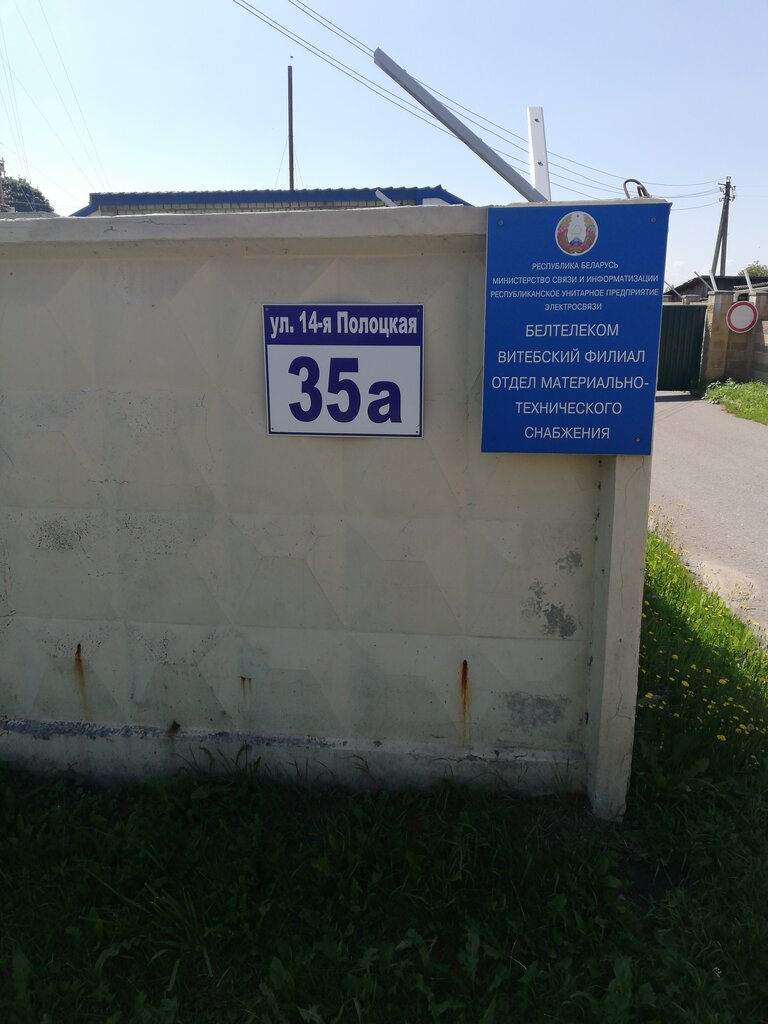 ул. 14-я Полоцкая
35а
РЕСПУБЛИКА БЕЛАРУСЬ
МИНИСТЕРСТВО СВЯЗИ И ИНФОРМАТИЗАЦИИ
РЕСПУБЛИКАНСКОЕ УНИТАРНОЕ ПРЕДПРИЯТИЕ
ЭЛЕКТРОСВЯЗИ
БЕЛТЕЛЕКОМ
ВИТЕБСКИЙ ФИЛИАЛ
ОТДЕЛ МАТЕРИАЛЬНО-
ТЕХНИЧЕСКОГО
СНАБЖЕНИЯ